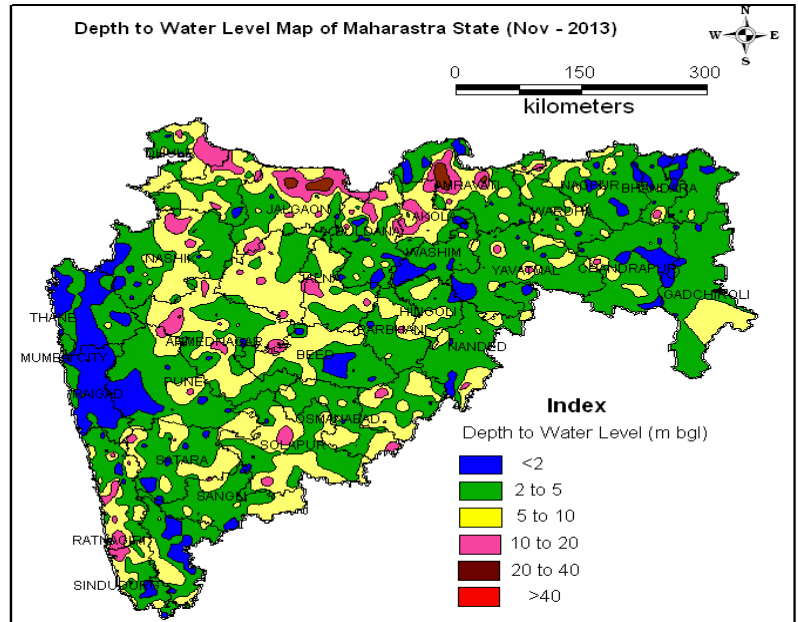 Depth to Water Level Map of Maharastra State (Nov - 2013)
N
W E
S
0 150 300
kilometers
DHULE
AMRAVATI
NAGPUR
BHANDARA
JALGAON
AKOLA
WARDHA
BULDANA
WASHIM
NASHIK
YAVATMAL
CHANDRAPUR
JALNA
GADCHIROLI
THANE
HINGOLI
PARBHANI
AHMEDNAGAR
NANDED
MUMBAI CITY
BEED
PUNE
RAIGAD
OSMANABAD
SOLAPUR
SATARA
SANGLI
RATNAGIRI
SINDUDURG
Index
Depth to Water Level (m bgl)
<2
2 to 5
5 to 10
10 to 20
20 to 40
>40